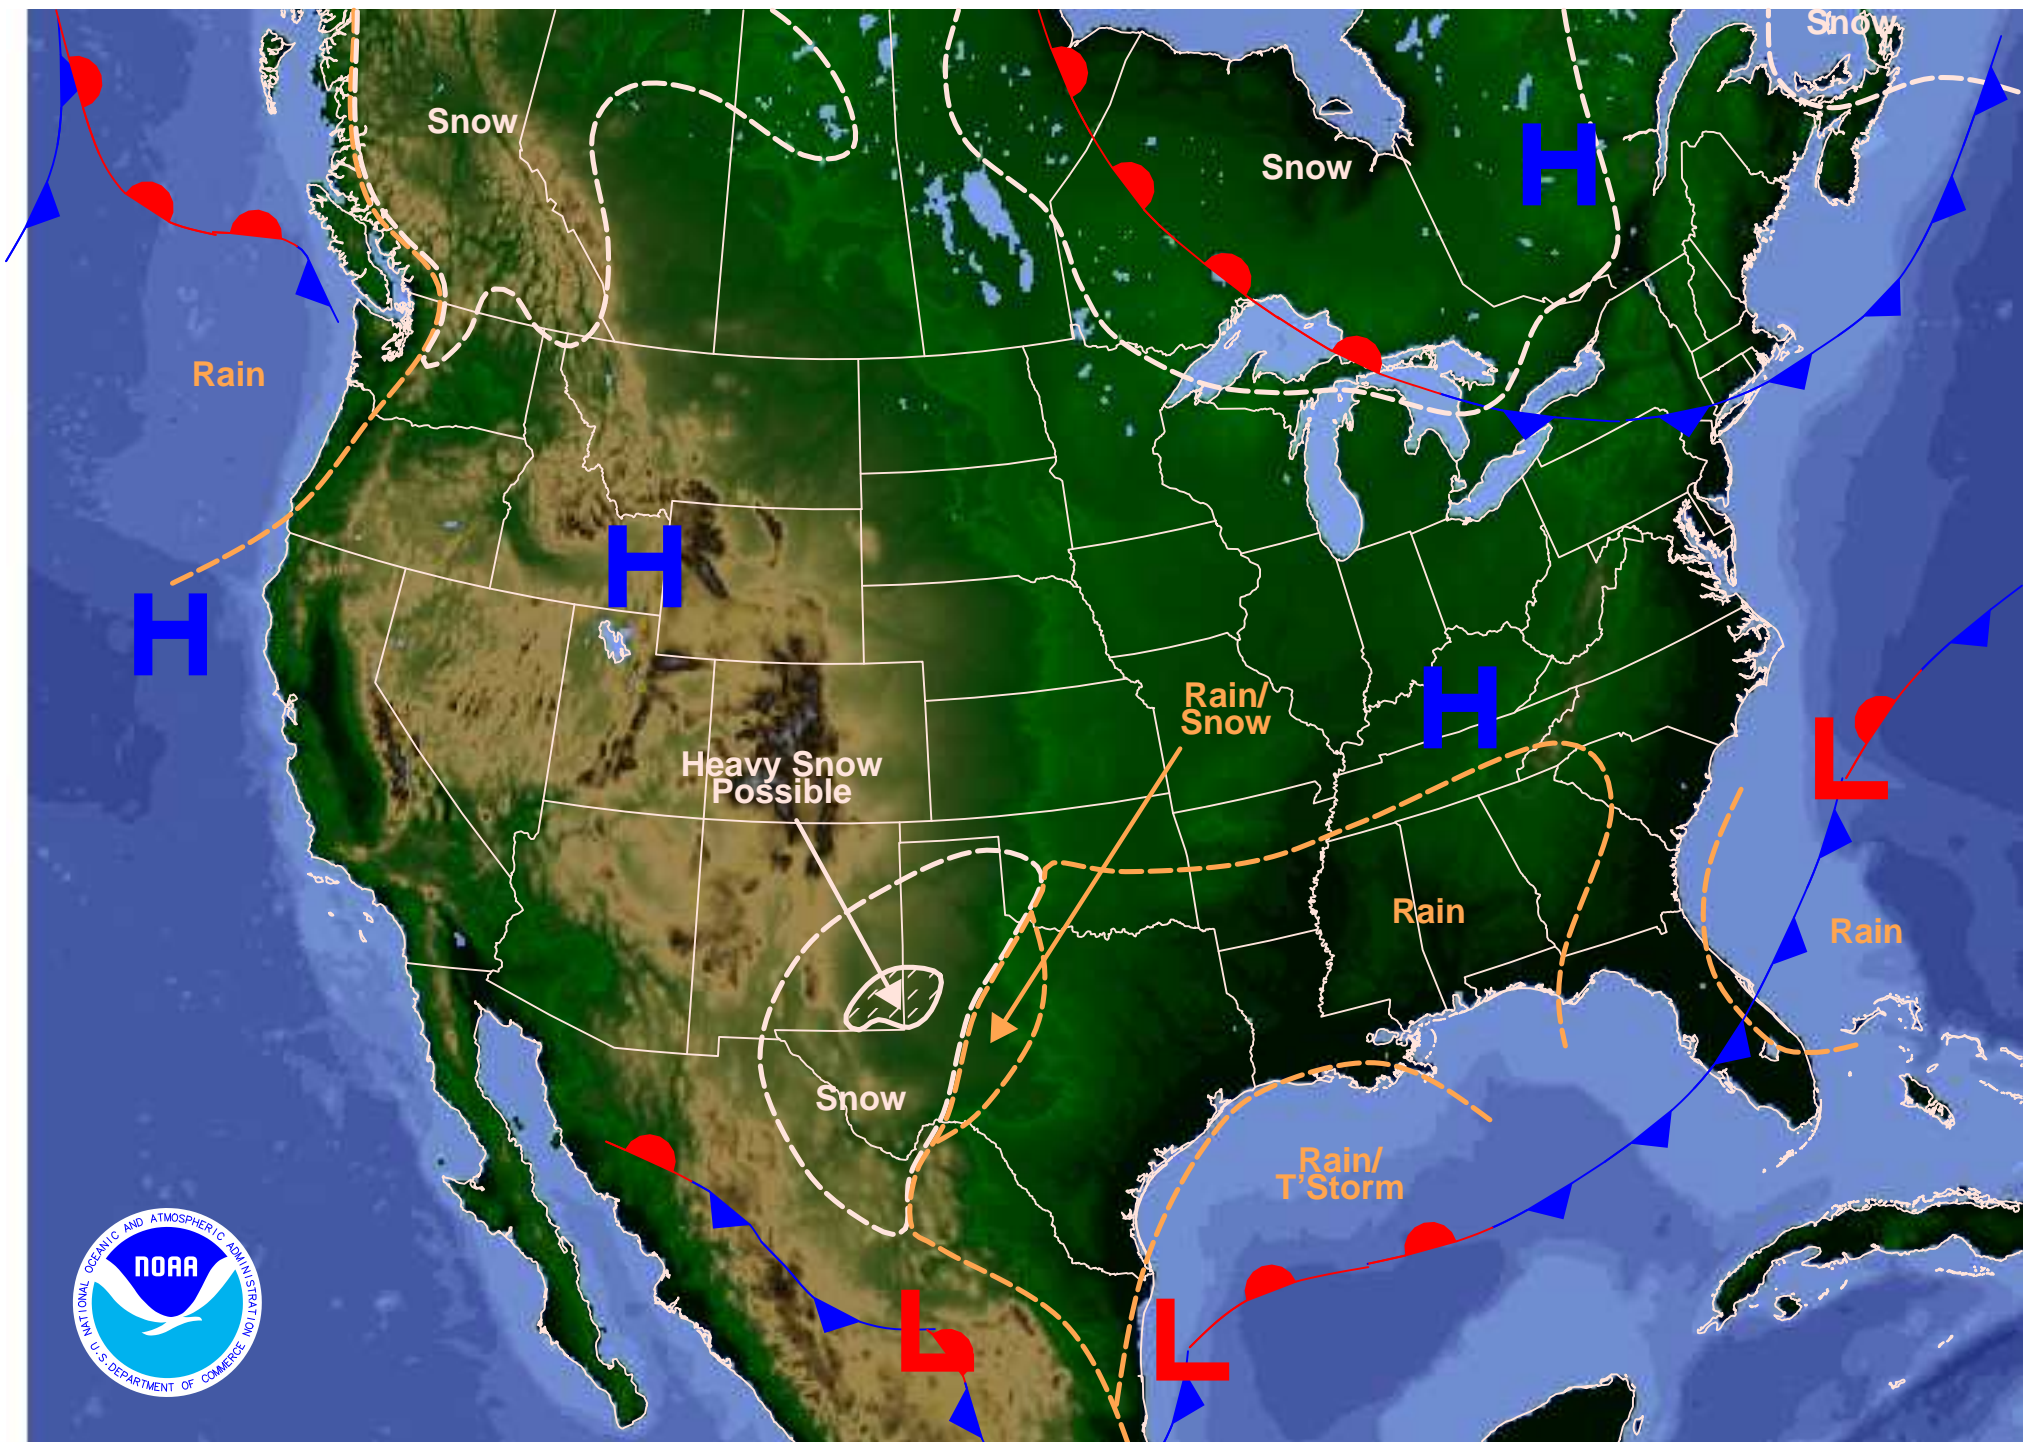 Snow
Snow
Snow
H
Rain
H
H
Rain/
Snow
H
Heavy Snow
Possible
L
Rain
Rain
Snow
Rain/
T'Storm
L
L
NATIONAL OCEANIC AND ATMOSPHERIC ADMINISTRATION
NOAA
U.S. DEPARTMENT OF COMMERCE